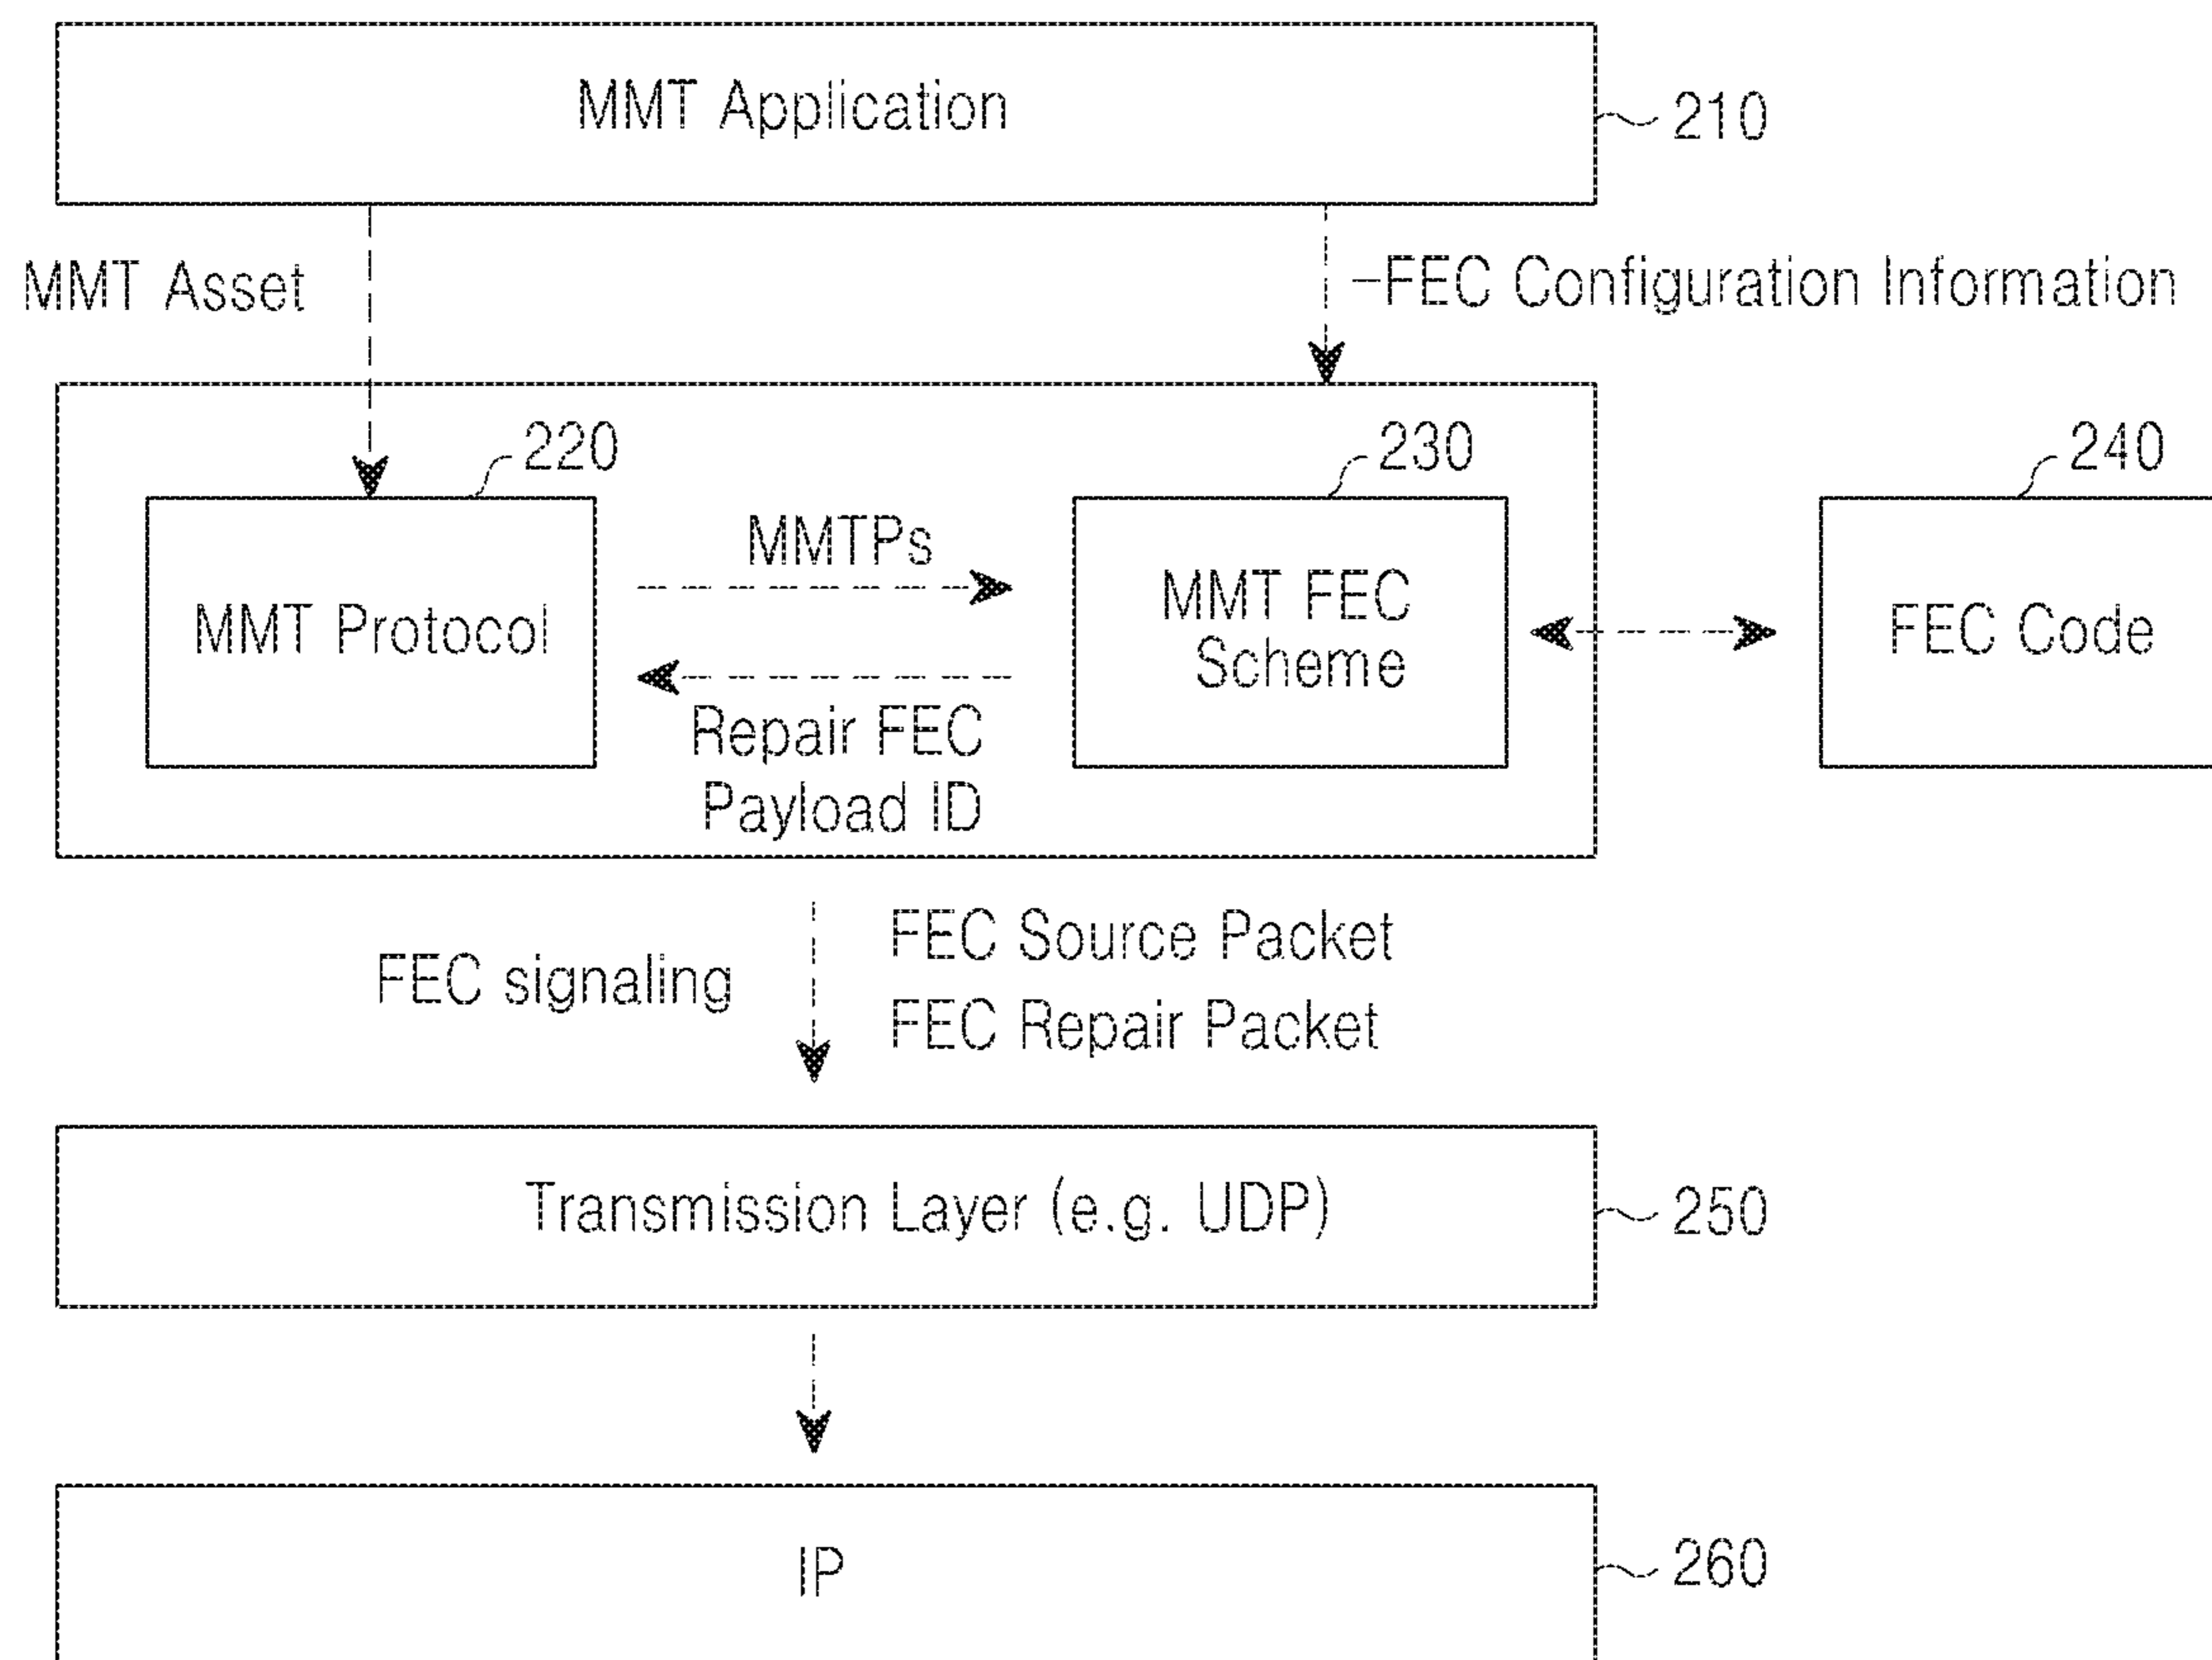 MMT Application
210
MMT Asset
-FEC Configuration Information
220
230
240
MMTPs
MMT Protocol
MMT FEC
Scheme
FEC Code
Repair FEC
Payload ID
FEC signaling
FEC Source Packet
FEC Repair Packet
Transmission Layer (e.g. UDP)
250
IP
260